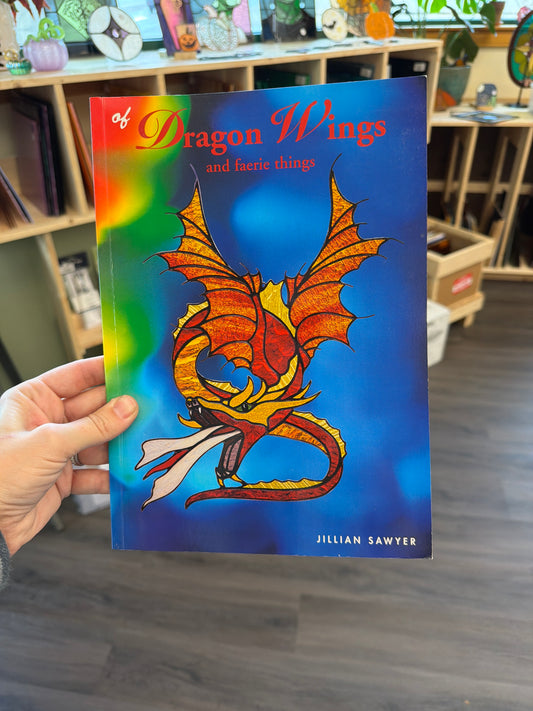 of Dragon Wings
and faerie things
JILLIAN SAWYER